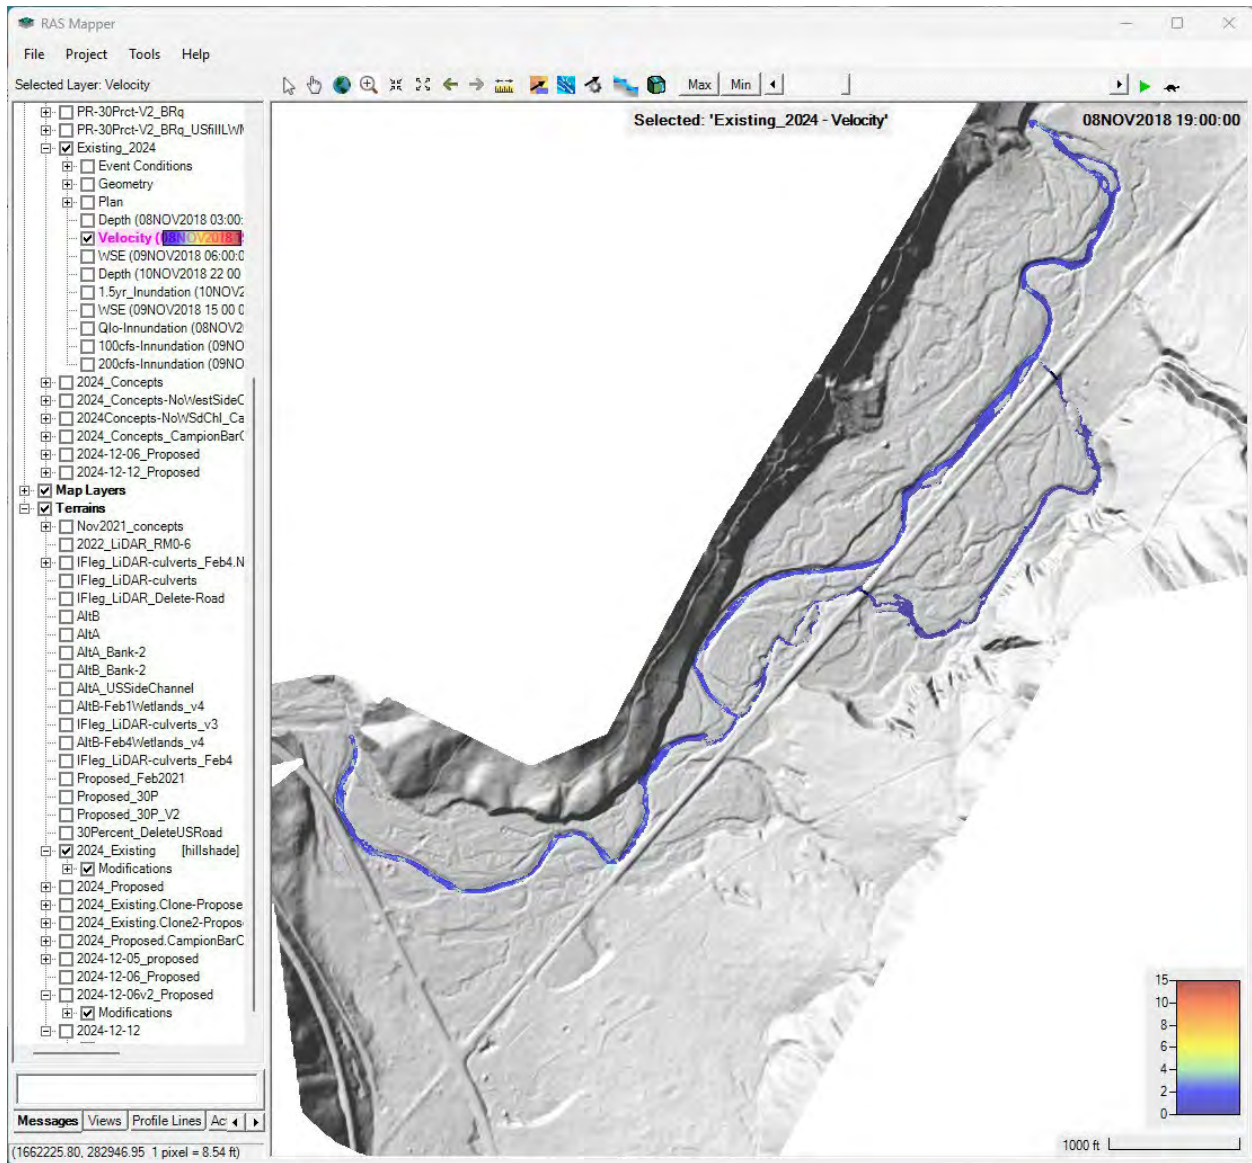 RAS Mapper
File Project Tools Help
Selected Layer: Velocity
Max Min
PR-30Prct-V2_BRq
PR-30Prct-V2_BRq_USfillLWM
Existing_2024
Event Conditions
Geometry
Plan
Depth (08NOV2018 03:00:
Velocity (08NOV2018 1
WSE (09NOV2018 06:00:0
Depth (10NOV2018 22 00
1.5yr_Inundation (10NOV2
WSE (09NOV2018 15 00 0
Qlo-Innundation (08NOV2
100cfs-Innundation (09NO
200cfs-Innundation (09NO
2024_Concepts
2024_Concepts-NoWestSideC
2024Concepts-NoWSdChl_Ca
2024_Concepts_CampionBarC
2024-12-06_Proposed
2024-12-12_Proposed
Map Layers
Terrains
Nov2021_concepts
2022_LiDAR_RM0-6
IFleg_LiDAR-culverts_Feb4.N
IFleg_LiDAR-culverts
IFleg_LiDAR_Delete-Road
AltB
AltA
AltA_Bank-2
AltB_Bank-2
AltA_USSideChannel
AltB-Feb1Wetlands_v4
IFleg_LiDAR-culverts_v3
AltB-Feb4Wetlands_v4
IFleg_LiDAR-culverts_Feb4
Proposed_Feb2021
Proposed_30P
Proposed_30P_V2
30Percent_DeleteUSRoad
2024_Existing [hillshade]
Modifications
2024_Proposed
2024_Existing.Clone-Propose
2024_Existing.Clone2-Propos
2024_Proposed.CampionBarC
2024-12-05_proposed
2024-12-06_Proposed
2024-12-06v2_Proposed
Modifications
2024-12-12
Messages Views Profile Lines Ac
(1662225.80, 282946.95 1 pixel = 8.54 ft)
Selected: 'Existing_2024 - Velocity'
08NOV2018 19:00:00
15
10
8
6
4
2
0
1000 ft